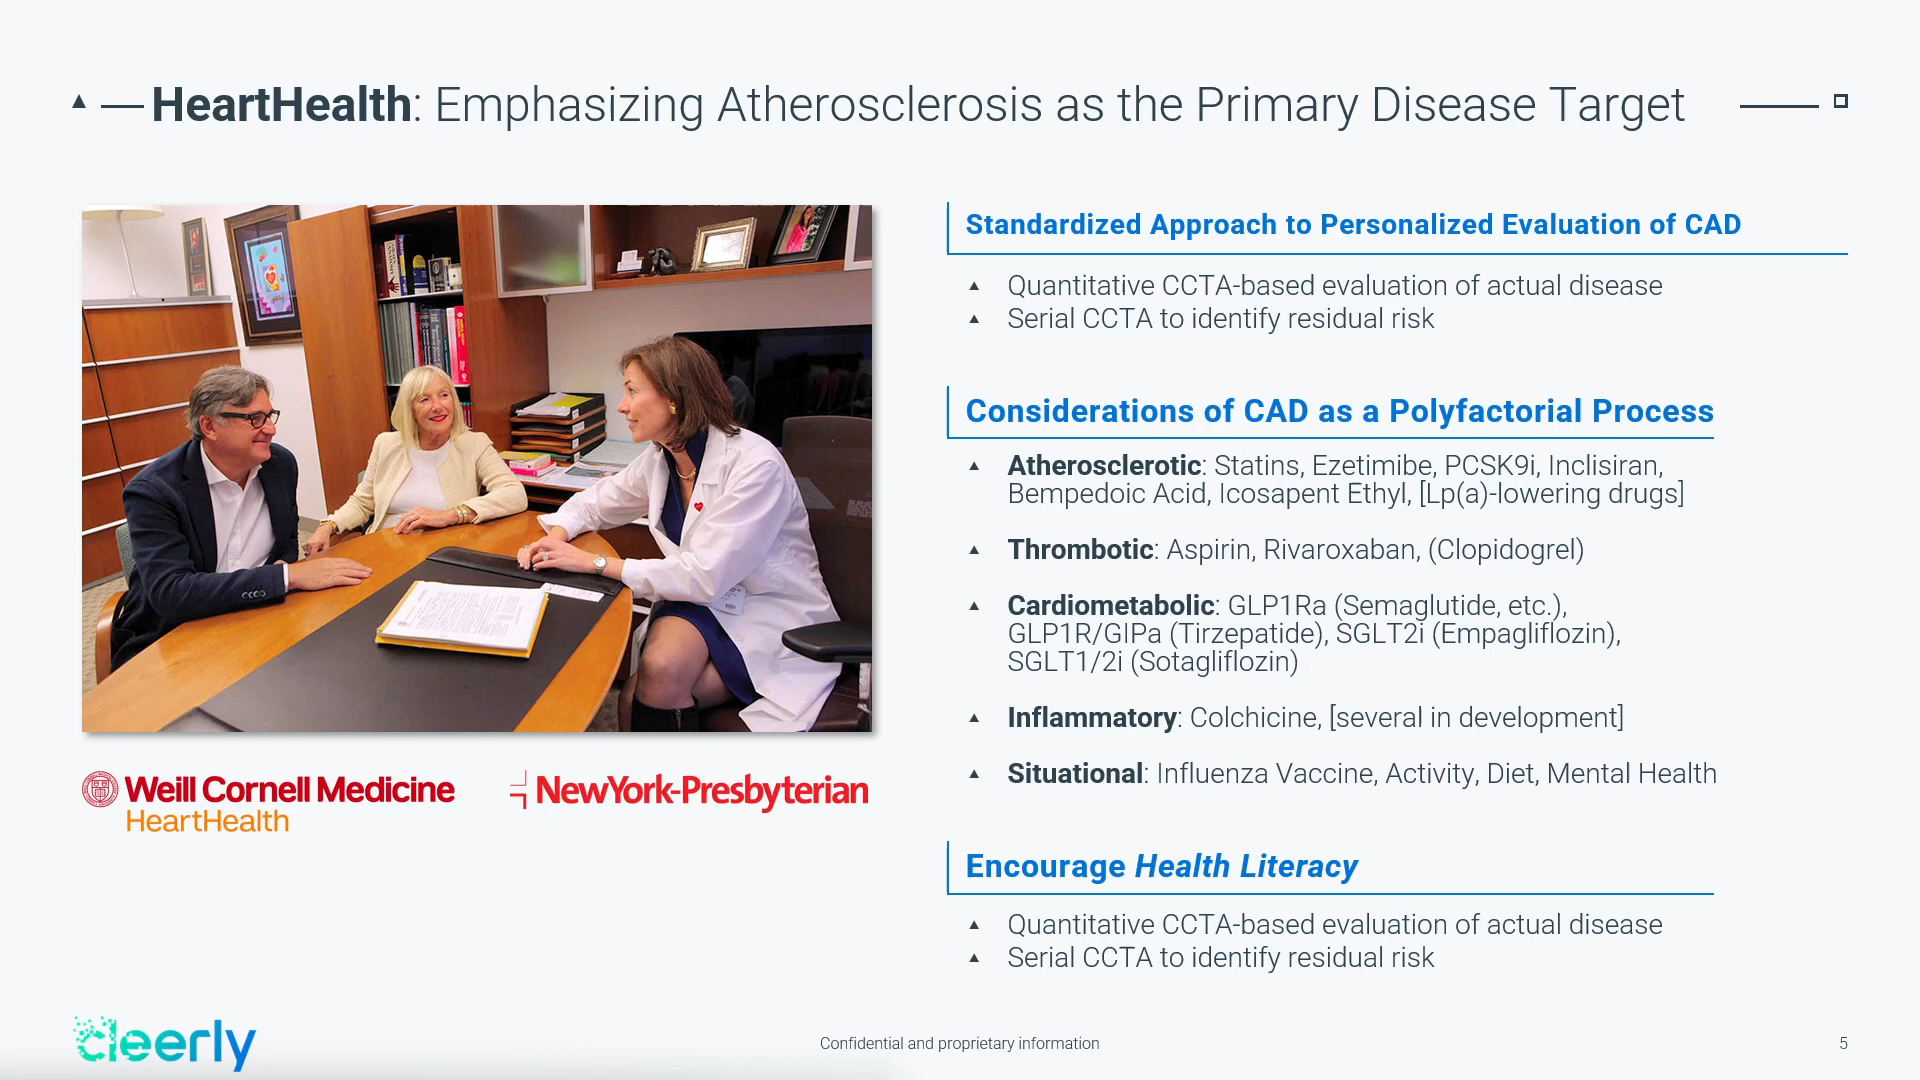 HeartHealth: Emphasizing Atherosclerosis as the Primary Disease Target
Standardized Approach to Personalized Evaluation of CAD
Quantitative CCTA-based evaluation of actual disease
Serial CCTA to identify residual risk
Considerations of CAD as a Polyfactorial Process
Atherosclerotic: Statins, Ezetimibe, PCSK9i, Inclisiran,
Bempedoic Acid, Icosapent Ethyl, [Lp(a)-lowering drugs]
Thrombotic: Aspirin, Rivaroxaban, (Clopidogrel)
Cardiometabolic: GLP1Ra (Semaglutide, etc.),
GLP1R/GIPa (Tirzepatide), SGLT2i (Empagliflozin),
SGLT1/2i (Sotagliflozin)
Inflammatory: Colchicine, [several in development]
Situational: Influenza Vaccine, Activity, Diet, Mental Health
Encourage Health Literacy
Quantitative CCTA-based evaluation of actual disease
Serial CCTA to identify residual risk
Weill Cornell Medicine
HeartHealth
NewYork-Presbyterian
cleerly
Confidential and proprietary information
5